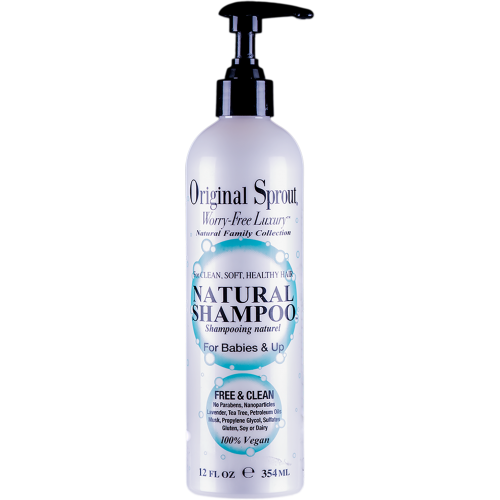 Original Sprout
Worry-Free Luxury™
Natural Family Collection
For CLEAN, SOFT, HEALTHY HAIR
NATURAL
SHAMPOO
Shampooing naturel
For Babies & Up
FREE & CLEAN
No Parabens, Nanoparticles
Lavender, Tea Tree, Petroleum Oils
Musk, Propylene Glycol, Sulfates
Gluten, Soy or Dairy
100% Vegan
12 FL OZ 354 ML